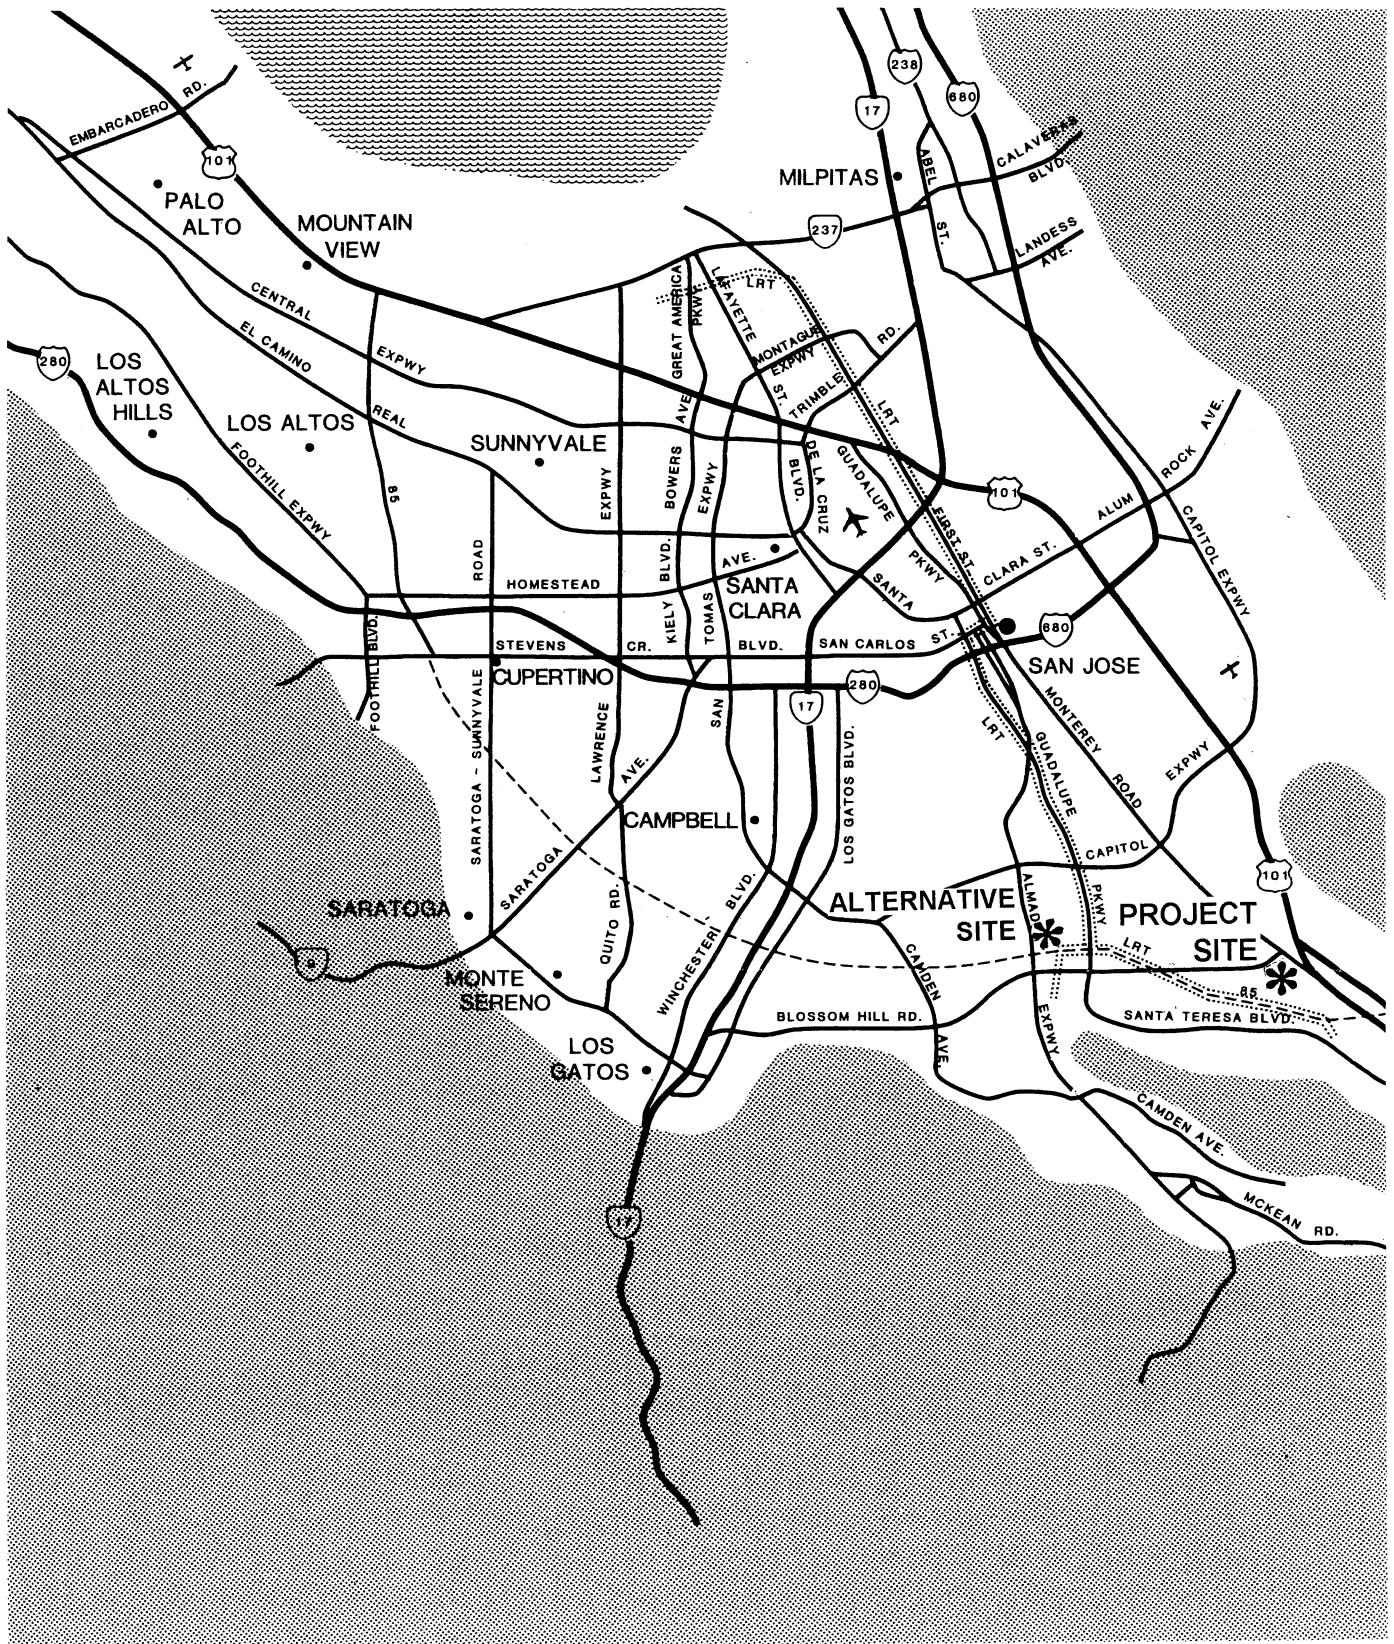 238
680
17
EMBARCADERO RD.
101
CALAVERAS
BLVD.
ABEL
ST.
MILPITAS
PALO
ALTO
MOUNTAIN
VIEW
237
LANDESS
AVE.
LRT
LAFAYETTE
ST.
GREAT AMERICA
PKWY
CENTRAL
EXPWY
EL CAMINO
REAL
MONTAGUE
EXPWY
TRIMBLE
RD.
280
LOS
ALTOS
HILLS
LOS ALTOS
SUNNYVALE
FOOTHILL EXPWY
85
EXPWY
BOWERS
AVE.
EXPWY
DE LA CRUZ
BLVD.
GUADALUPE
PKWY
LRT
FIRST ST.
101
ALUM
ROCK
AVE.
CAPITOL EXPWY
ROAD
HOMESTEAD
AVE.
SANTA
CLARA
SANTA
CLARA ST.
KIELY
BLVD.
TOMAS
STEVENS
CR.
BLVD.
SAN CARLOS
ST.
680
SAN JOSE
FOOTHILL BLVD.
CUPERTINO
SAN
280
17
LRT
MONTEREY
ROAD
GUADALUPE
PKWY
SARATOGA - SUNNYVALE
LAWRENCE
AVE.
LOS GATOS BLVD.
EXPWY
CAMPBELL
CAPITOL
101
SARATOGA
SARATOGA
QUITO RD.
WINCHESTERI BLVD.
ALTERNATIVE
SITE
PROJECT
SITE
LRT
85
9
MONTE
SERENO
CAMDEN
AVE.
BLOSSOM HILL RD.
EXPWY
SANTA TERESA BLVD.
LOS
GATOS
CAMDEN AVE.
MCKEAN RD.
17